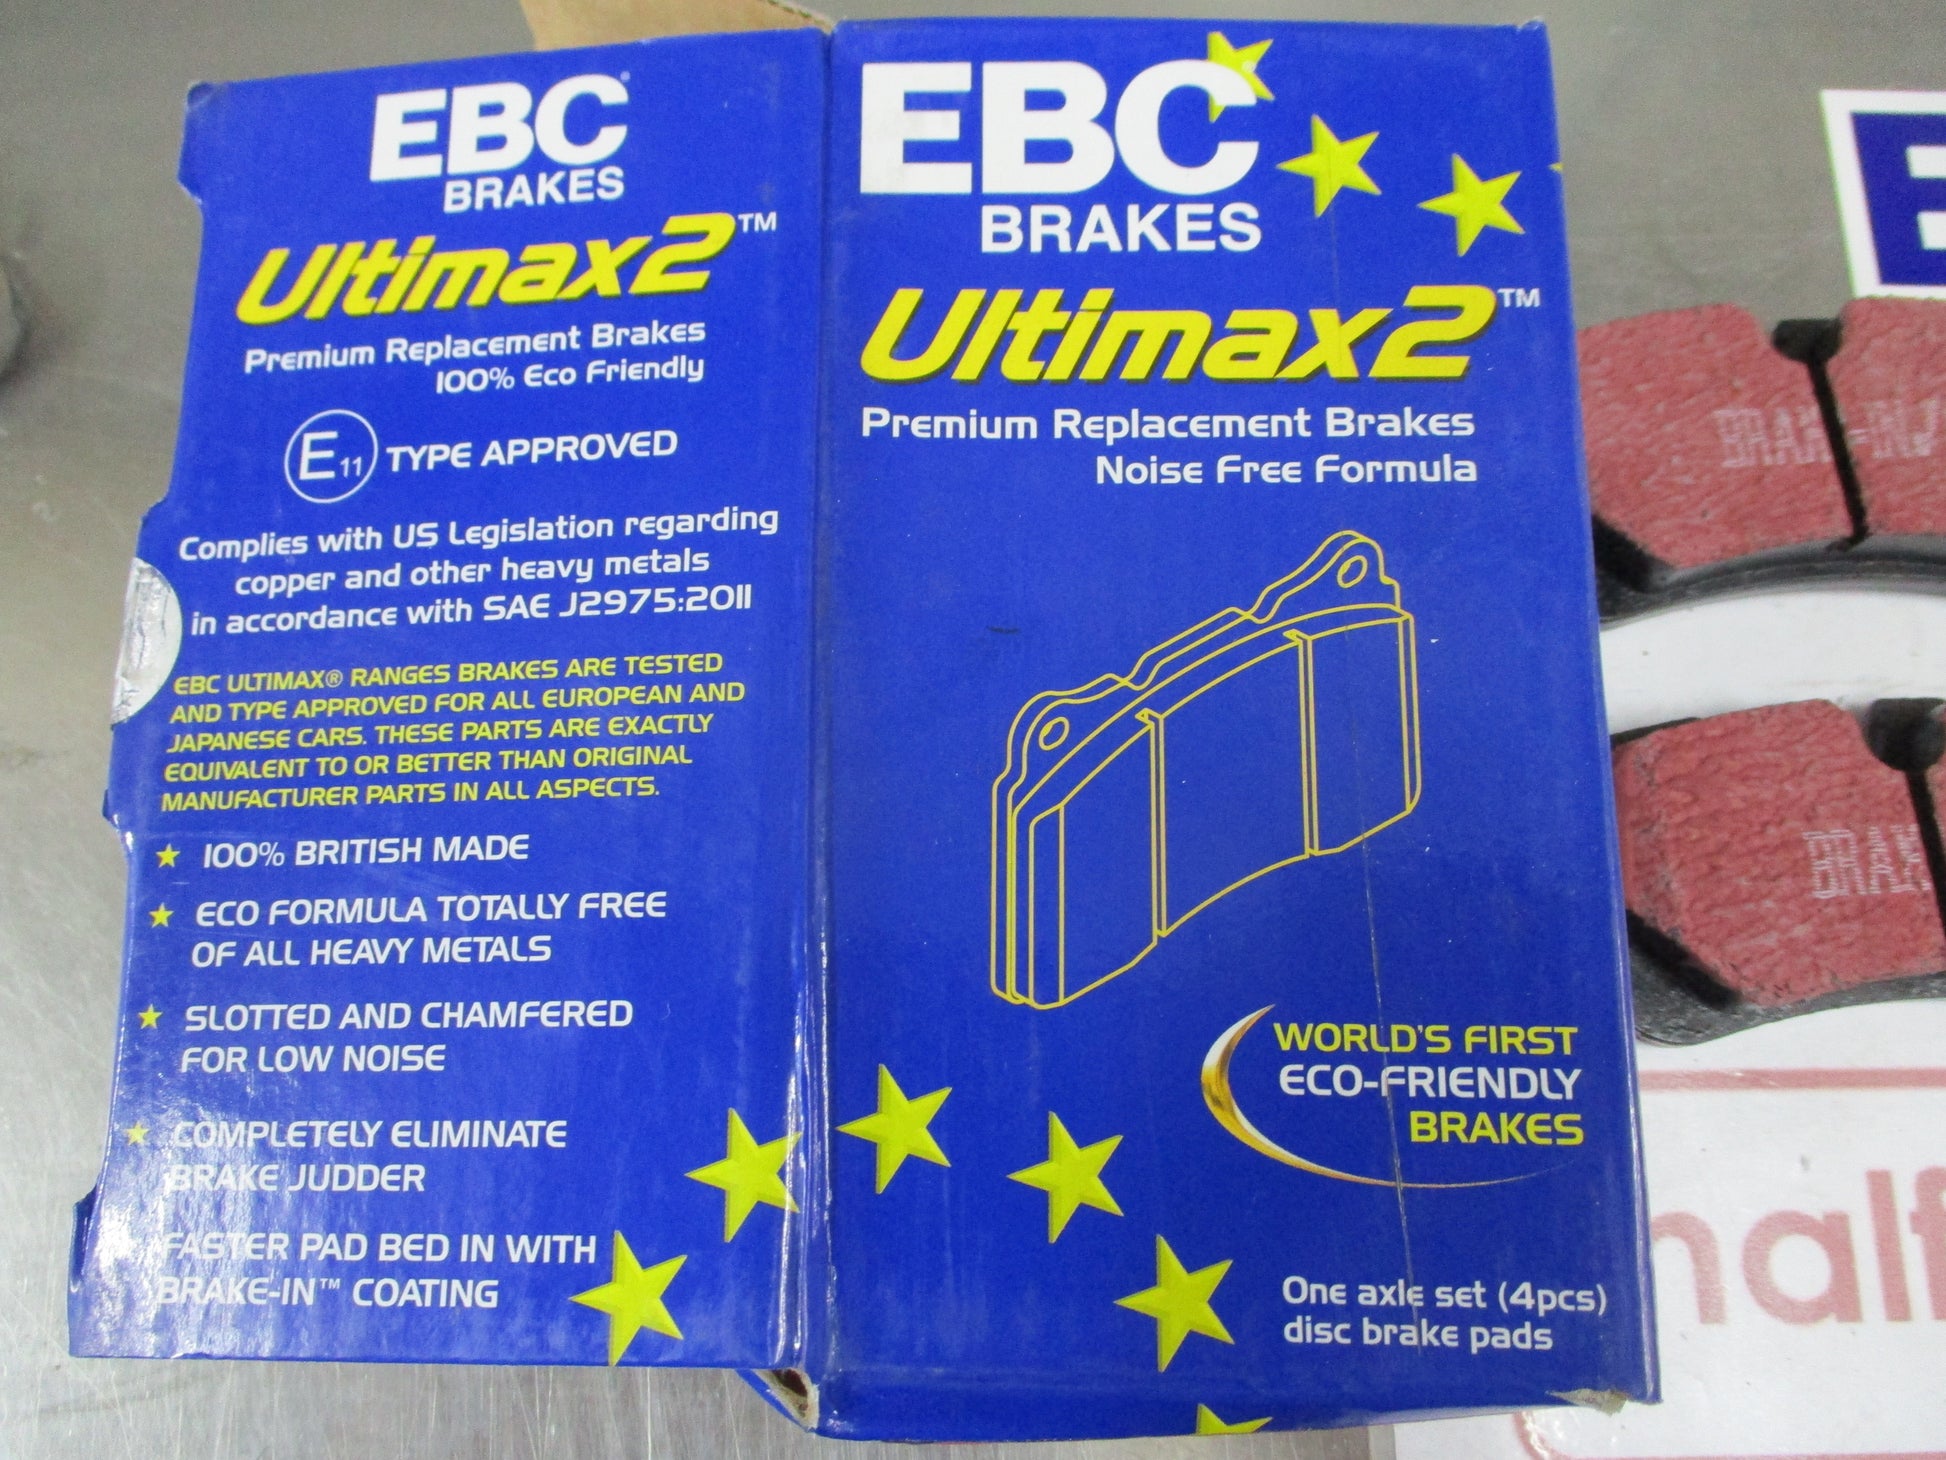 EBC
BRAKES
Ultimax2™
Premium Replacement Brakes
100% Eco Friendly
E11 TYPE APPROVED
Complies with US Legislation regarding
copper and other heavy metals
in accordance with SAE J2975:2011
EBC ULTIMAX® RANGES BRAKES ARE TESTED
AND TYPE APPROVED FOR ALL EUROPEAN AND
JAPANESE CARS. THESE PARTS ARE EXACTLY
EQUIVALENT TO OR BETTER THAN ORIGINAL
MANUFACTURER PARTS IN ALL ASPECTS.
100% BRITISH MADE
ECO FORMULA TOTALLY FREE
OF ALL HEAVY METALS
SLOTTED AND CHAMFERED
FOR LOW NOISE
COMPLETELY ELIMINATE
BRAKE JUDDER
FASTER PAD BED IN WITH
BRAKE-IN™ COATING
EBC
BRAKES
Ultimax2™
Premium Replacement Brakes
Noise Free Formula
WORLD'S FIRST
ECO-FRIENDLY
BRAKES
One axle set (4pcs)
disc brake pads